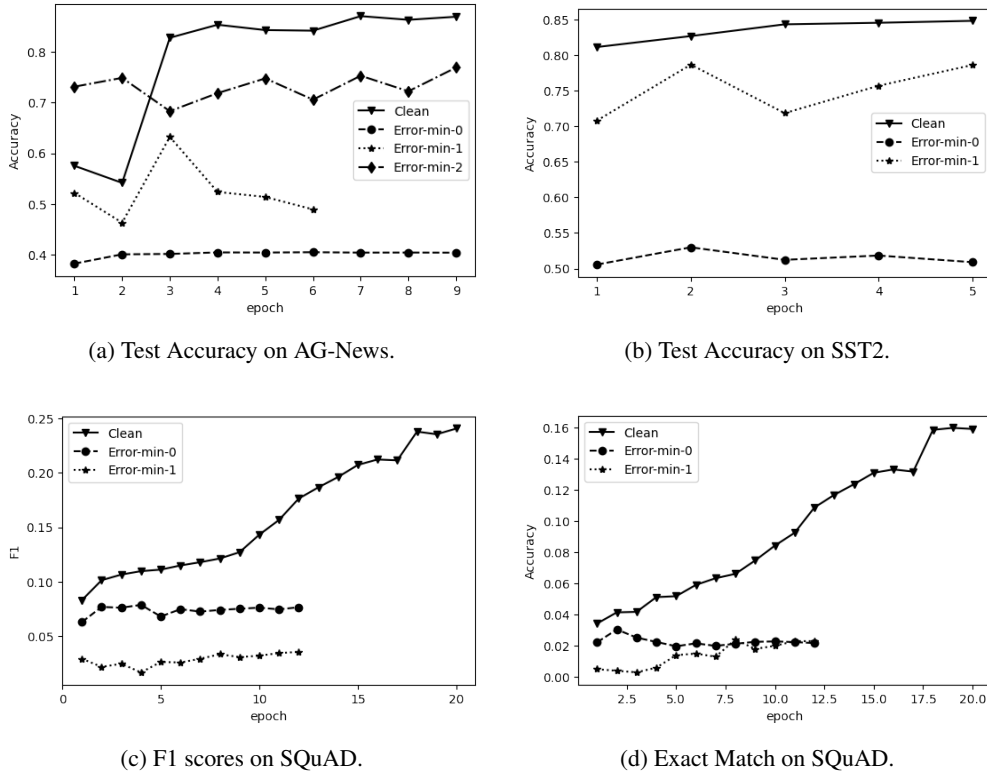 Accuracy
0.8
0.7
0.6
0.5
0.4
Clean
Error-min-0
Error-min-1
Error-min-2
1 2 3 4 5 6 7 8 9
epoch
(a) Test Accuracy on AG-News.
Accuracy
0.85
0.80
0.75
0.70
0.65
0.60
0.55
0.50
Clean
Error-min-0
Error-min-1
1 2 3 4 5
epoch
(b) Test Accuracy on SST2.
F1
0.25
0.20
0.15
0.10
0.05
Clean
Error-min-0
Error-min-1
0 5 10 15 20
epoch
(c) F1 scores on SQuAD.
Accuracy
0.16
0.14
0.12
0.10
0.08
0.06
0.04
0.02
0.00
Clean
Error-min-0
Error-min-1
2.5 5.0 7.5 10.0 12.5 15.0 17.5 20.0
epoch
(d) Exact Match on SQuAD.